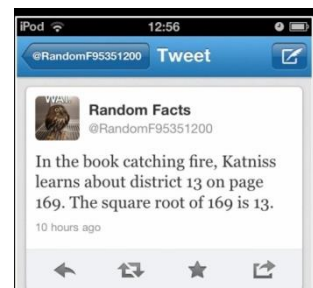 iPod 12:56
@RandomF95351200 Tweet
Random Facts
@RandomF95351200
In the book catching fire, Katniss
learns about district 13 on page
169. The square root of 169 is 13.
10 hours ago